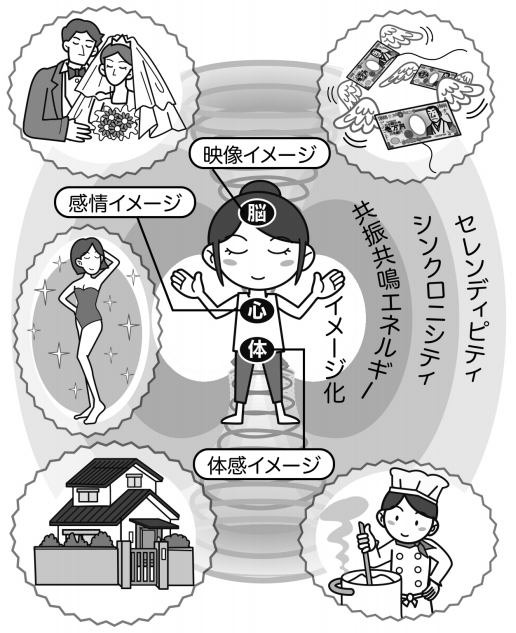 映像イメージ
感情イメージ
脳
心
体
体感イメージ
イメージ化
共振共鳴エネルギー
シンクロニシティ
セレンディピティ